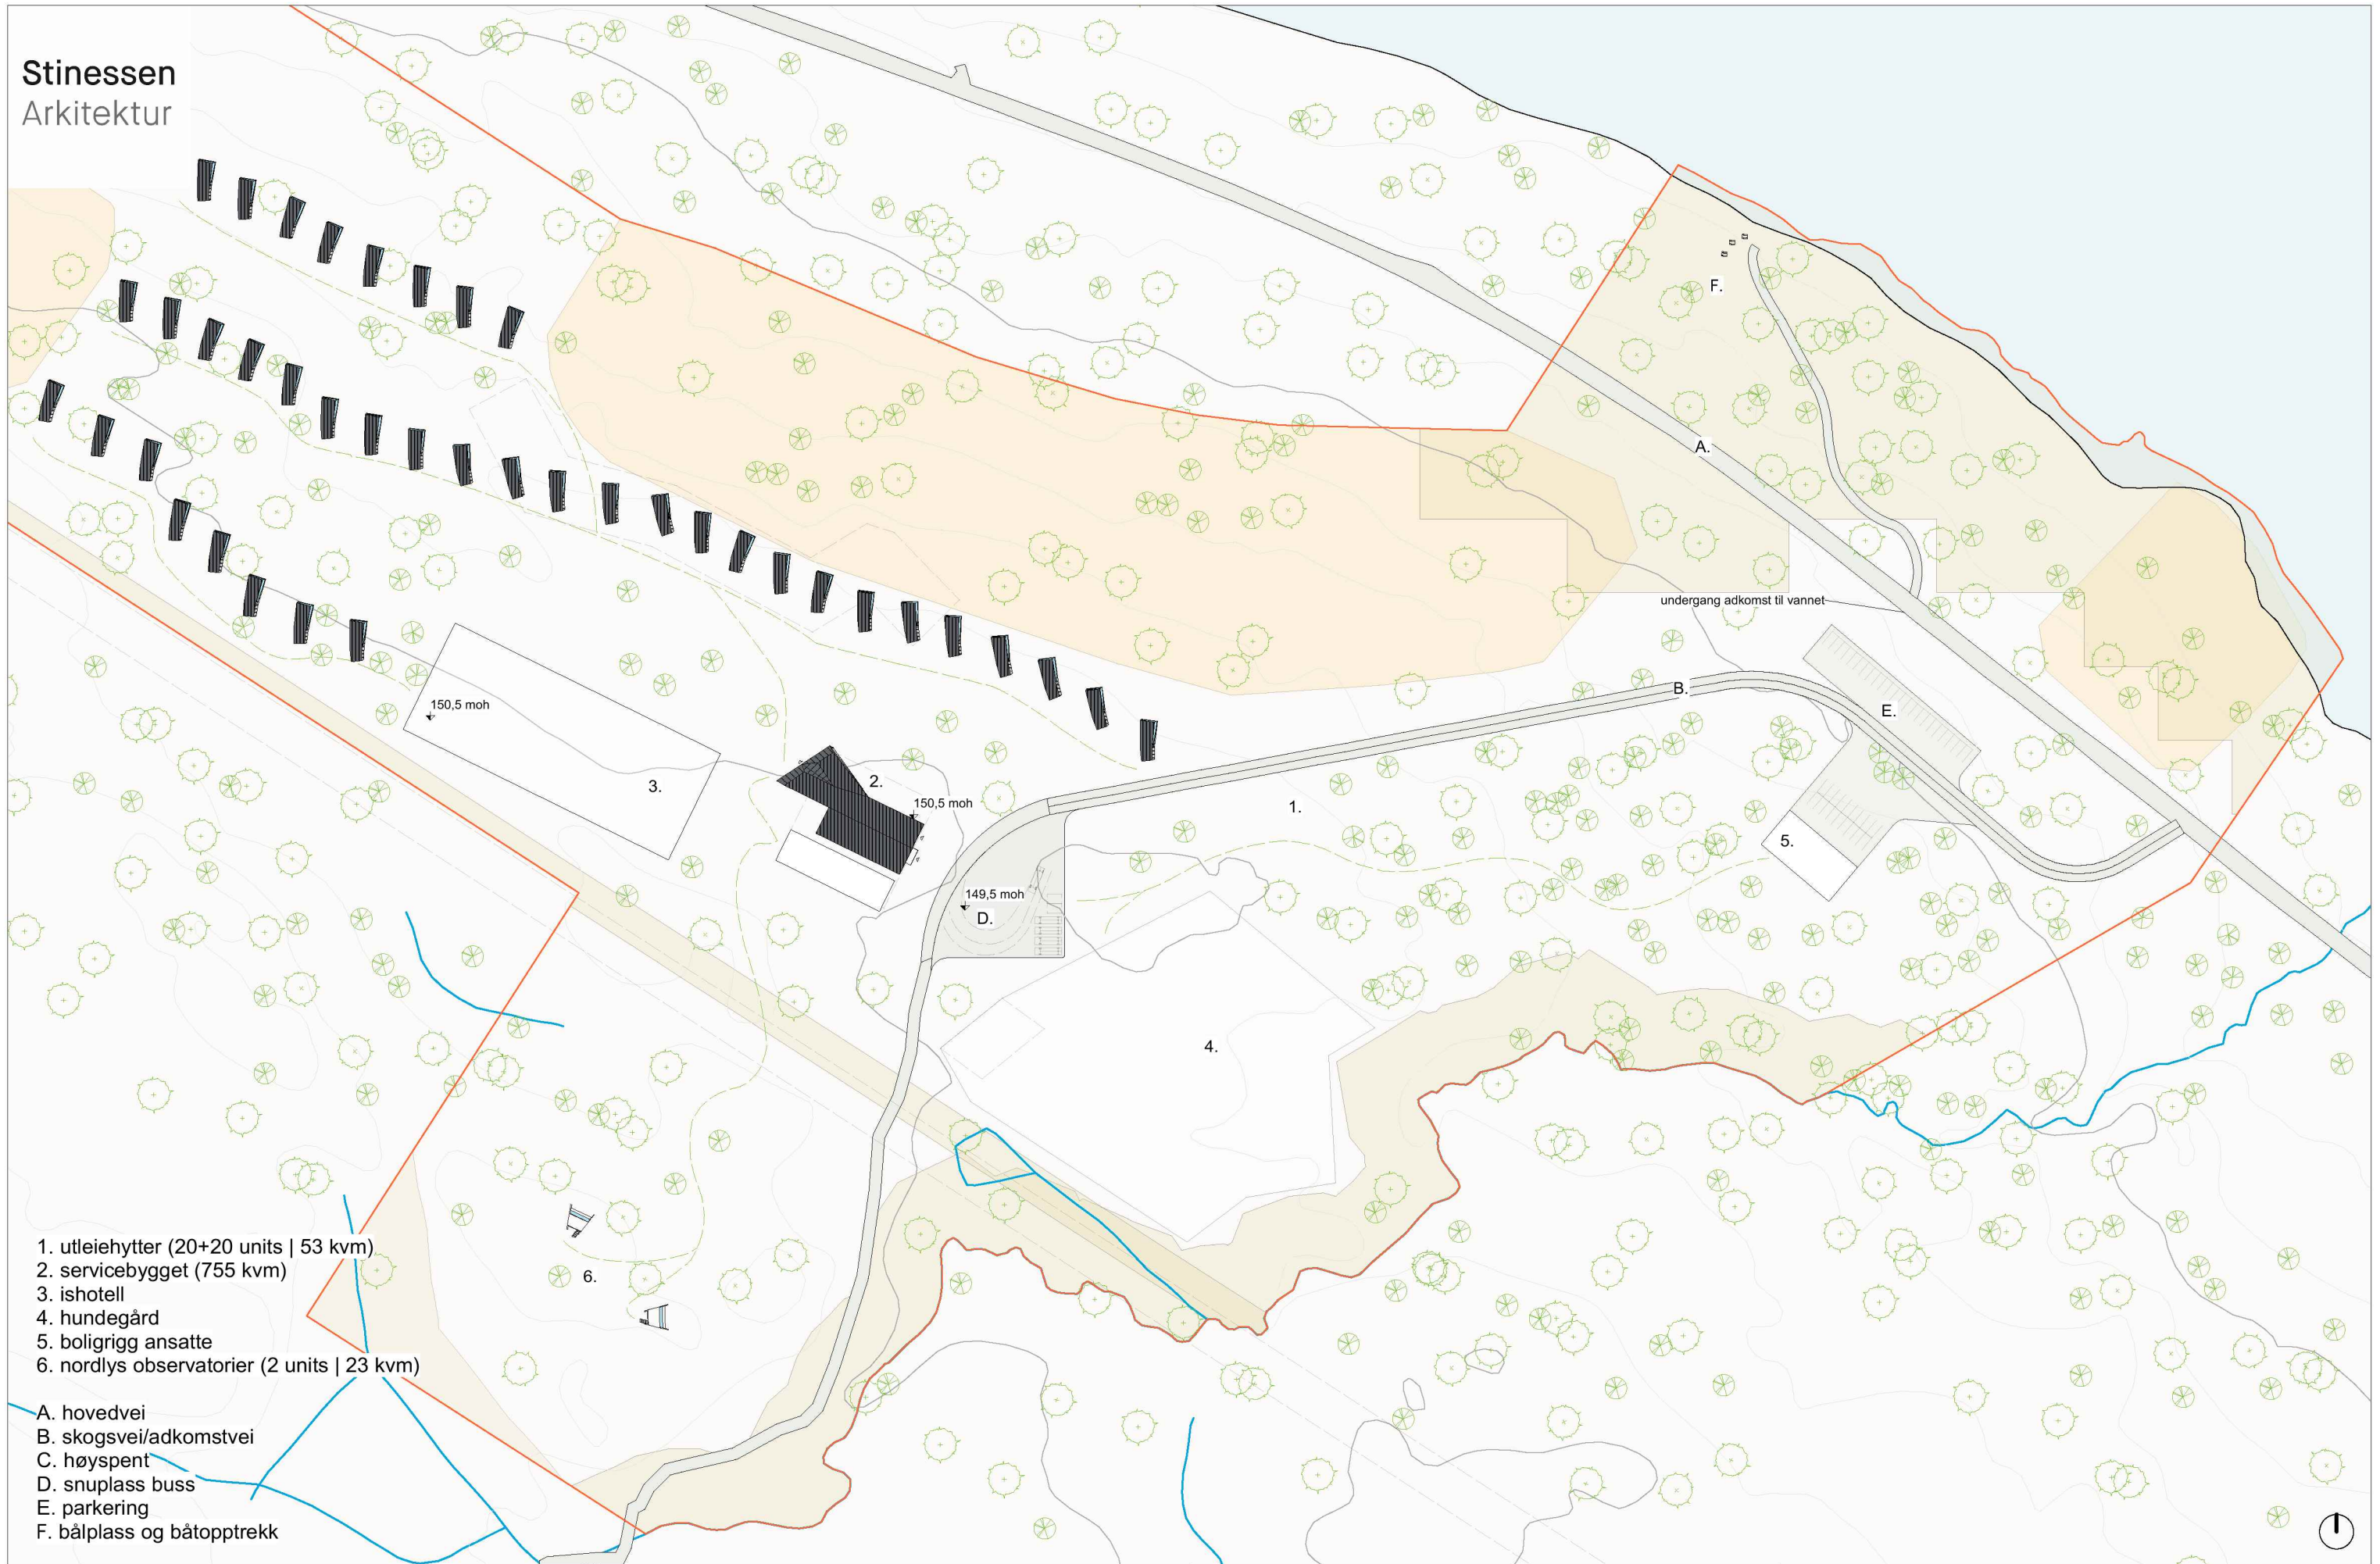 Stinessen
Arkitektur
F.
A.
undergang adkomst til vannet
B.
150,5 moh
E.
2.
3.
150,5 moh
1.
5.
149,5 moh
D.
4.
6.
1. utleiehytter (20+20 units | 53 kvm)
2. servicebygget (755 kvm)
3. ishotell
4. hundegård
5. boligrigg ansatte
6. nordlys observatorier (2 units | 23 kvm)
A. hovedvei
B. skogsvei/adkomstvei
C. høyspent
D. snuplass buss
E. parkering
F. bålplass og båtopptrekk